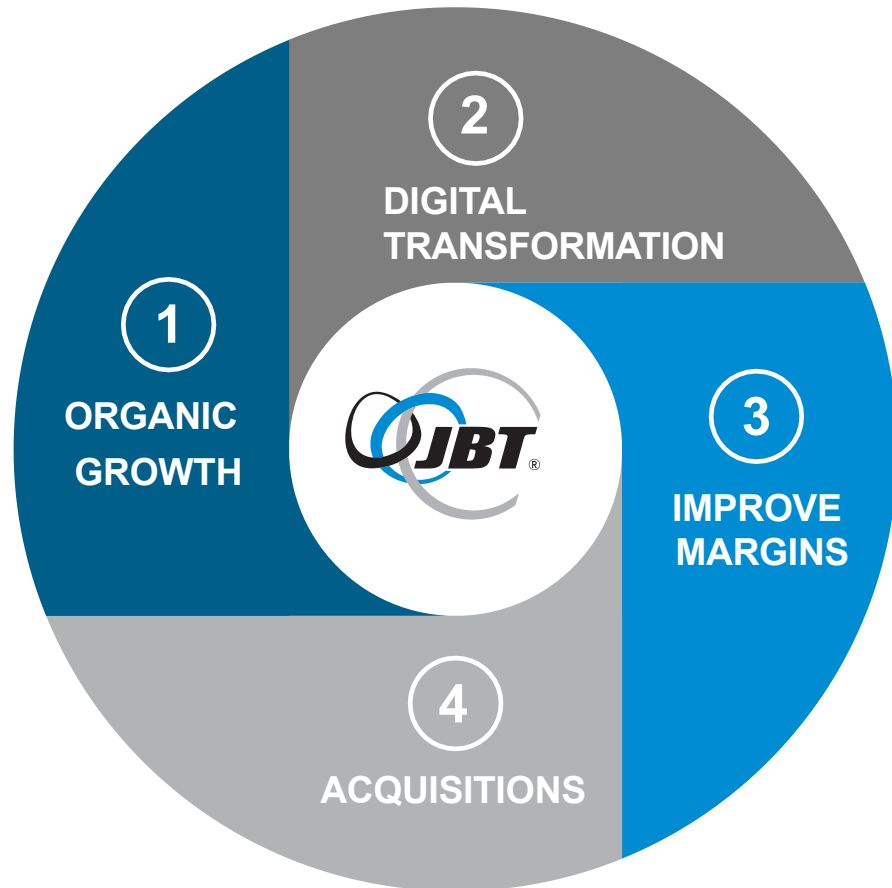 1
ORGANIC
GROWTH
2
DIGITAL
TRANSFORMATION
3
IMPROVE
MARGINS
4
ACQUISITIONS
JBT®